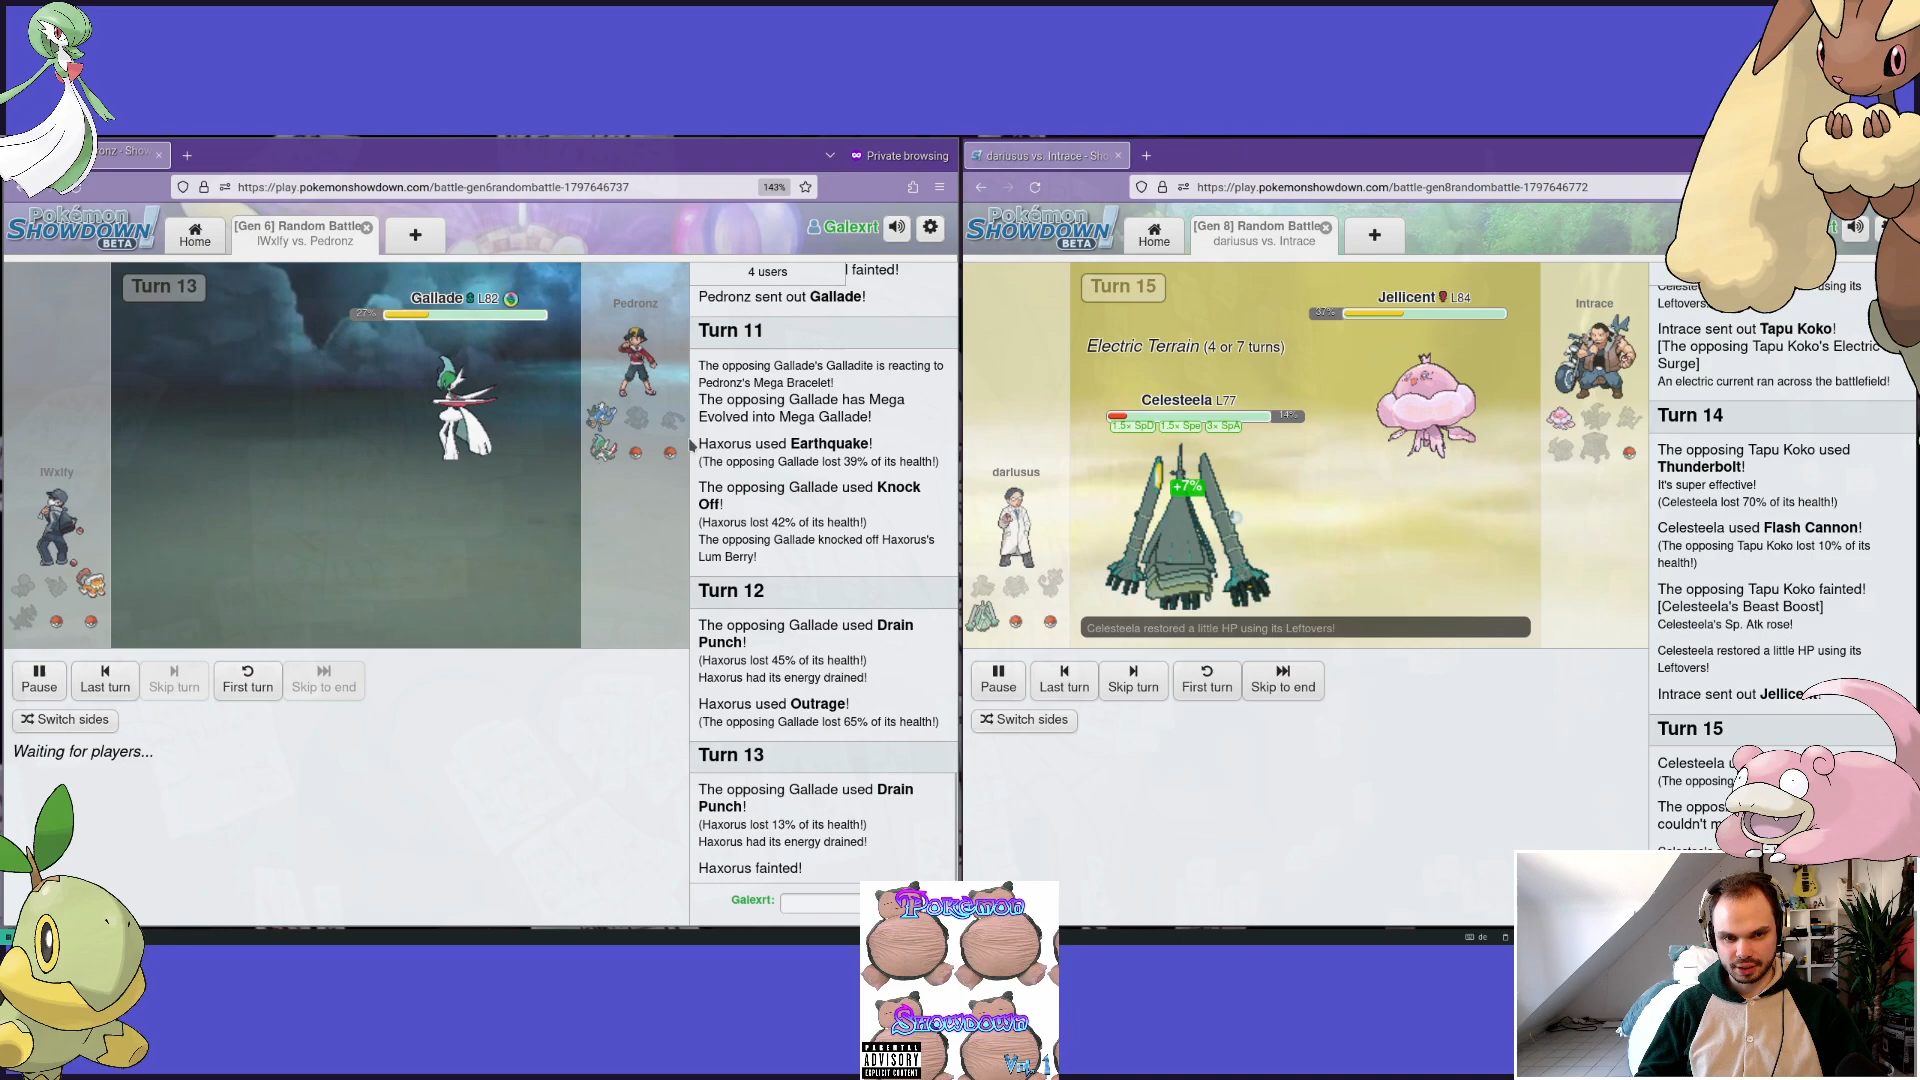 onz - Show
Private browsing
https://play.pokemonshowdown.com/battle-gen6randombattle-1797646737
143%
Pokémon
SHOWDOWN!
BETA
Home
[Gen 6] Random Battle
IWxIfy vs. Pedronz
Galexrt
Turn 13
Gallade L82
27%
Pedronz
IWxIfy
Pause
Last turn
Skip turn
First turn
Skip to end
Switch sides
Waiting for players...
4 users
fainted!
Pedronz sent out Gallade!
Turn 11
The opposing Gallade's Galladite is reacting to
Pedronz's Mega Bracelet!
The opposing Gallade has Mega
Evolved into Mega Gallade!
Haxorus used Earthquake!
(The opposing Gallade lost 39% of its health!)
The opposing Gallade used Knock
Off!
(Haxorus lost 42% of its health!)
The opposing Gallade knocked off Haxorus's
Lum Berry!
Turn 12
The opposing Gallade used Drain
Punch!
(Haxorus lost 45% of its health!)
Haxorus had its energy drained!
Haxorus used Outrage!
(The opposing Gallade lost 65% of its health!)
Turn 13
The opposing Gallade used Drain
Punch!
(Haxorus lost 13% of its health!)
Haxorus had its energy drained!
Haxorus fainted!
Galexrt:
dariusus vs. Intrace - Sho
https://play.pokemonshowdown.com/battle-gen8randombattle-1797646772
Pokémon
SHOWDOWN!
BETA
Home
[Gen 8] Random Battle
dariusus vs. Intrace
Turn 15
Jellicent L84
37%
Electric Terrain (4 or 7 turns)
Celesteela L77
14%
1.5× SpD 1.5× Spe 3× SpA
+7%
Celesteela restored a little HP using its Leftovers!
Intrace
dariusus
Pause
Last turn
Skip turn
First turn
Skip to end
Switch sides
using its
Leftovers
Intrace sent out Tapu Koko!
[The opposing Tapu Koko's Electric
Surge]
An electric current ran across the battlefield!
Turn 14
The opposing Tapu Koko used
Thunderbolt!
It's super effective!
(Celesteela lost 70% of its health!)
Celesteela used Flash Cannon!
(The opposing Tapu Koko lost 10% of its
health!)
The opposing Tapu Koko fainted!
[Celesteela's Beast Boost]
Celesteela's Sp. Atk rose!
Celesteela restored a little HP using its
Leftovers!
Intrace sent out Jellice
Turn 15
Celesteela u
(The opposing
The oppos
couldn't m
de
Pokémon
Showdown
PARENTAL
ADVISORY
EXPLICIT CONTENT
Vol. 1